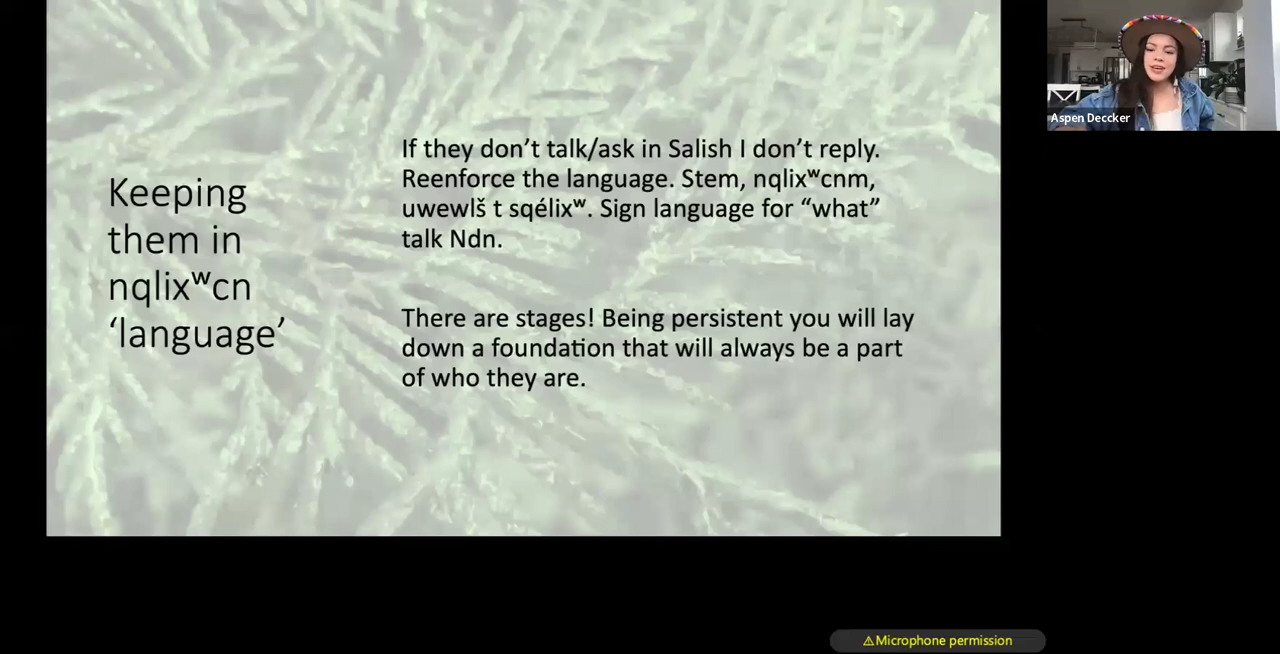 Keeping
them in
nqlixʷcn
‘language’
If they don’t talk/ask in Salish I don’t reply.
Reenforce the language. Stem, nqlixʷcnm,
uwewlš t sqélixʷ. Sign language for “what”
talk Ndn.
There are stages! Being persistent you will lay
down a foundation that will always be a part
of who they are.
Aspen Deccker
⚠Microphone permission